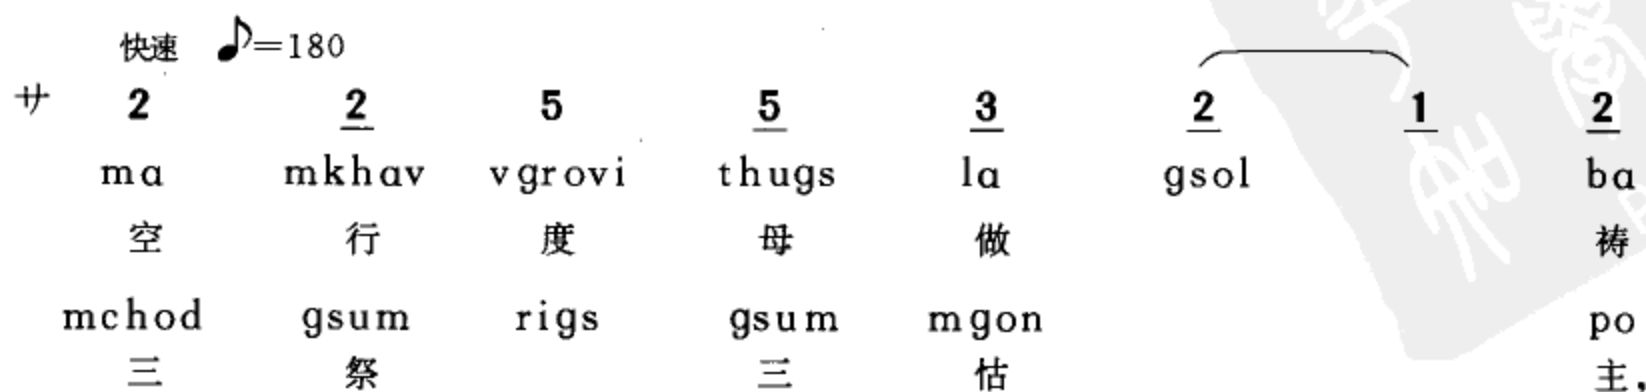 快速 ♪=180
サ 2 2 5 5 3 2 1 2
ma mkhav vgrovi thugs la gsol ba
空 行 度 母 做 祷
mchod gsum rigs gsum mgon po
三 祭 三 怙 主,